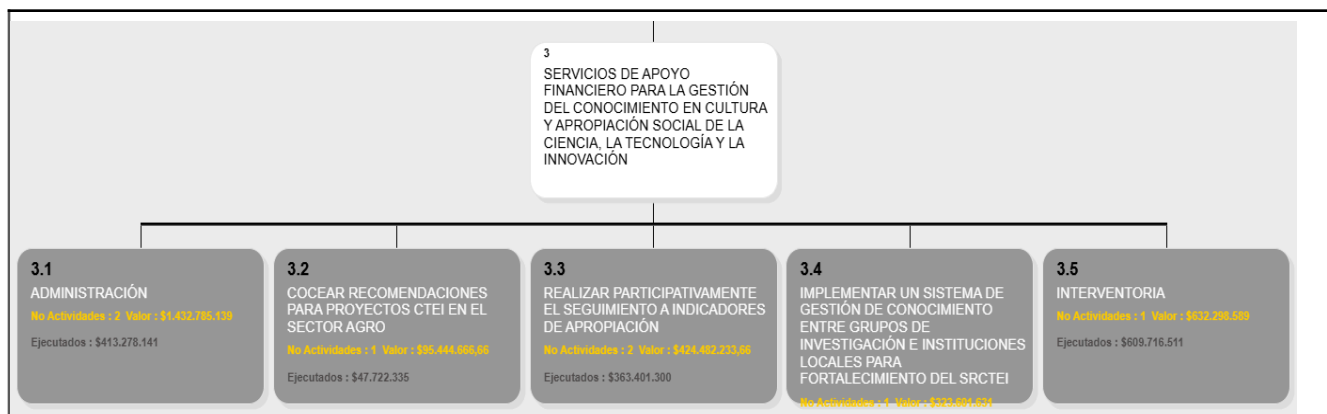 3
SERVICIOS DE APOYO
FINANCIERO PARA LA GESTIÓN
DEL CONOCIMIENTO EN CULTURA
Y APROPIACIÓN SOCIAL DE LA
CIENCIA, LA TECNOLOGÍA Y LA
INNOVACIÓN
3.1
ADMINISTRACIÓN
No Actividades : 2 Valor : $1.432.785.139
Ejecutados : $413.278.141
3.2
COCEAR RECOMENDACIONES
PARA PROYECTOS CTEI EN EL
SECTOR AGRO
No Actividades : 1 Valor : $95.444.666,66
Ejecutados : $47.722.335
3.3
REALIZAR PARTICIPATIVAMENTE
EL SEGUIMIENTO A INDICADORES
DE APROPIACIÓN
No Actividades : 2 Valor : $424.482.233,66
Ejecutados : $363.401.300
3.4
IMPLEMENTAR UN SISTEMA DE
GESTIÓN DE CONOCIMIENTO
ENTRE GRUPOS DE
INVESTIGACIÓN E INSTITUCIONES
LOCALES PARA
FORTALECIMIENTO DEL SRCTEI
No Actividades : 1 Valor :
3.5
INTERVENTORIA
No Actividades : 1 Valor : $632.298.589
Ejecutados : $609.716.511